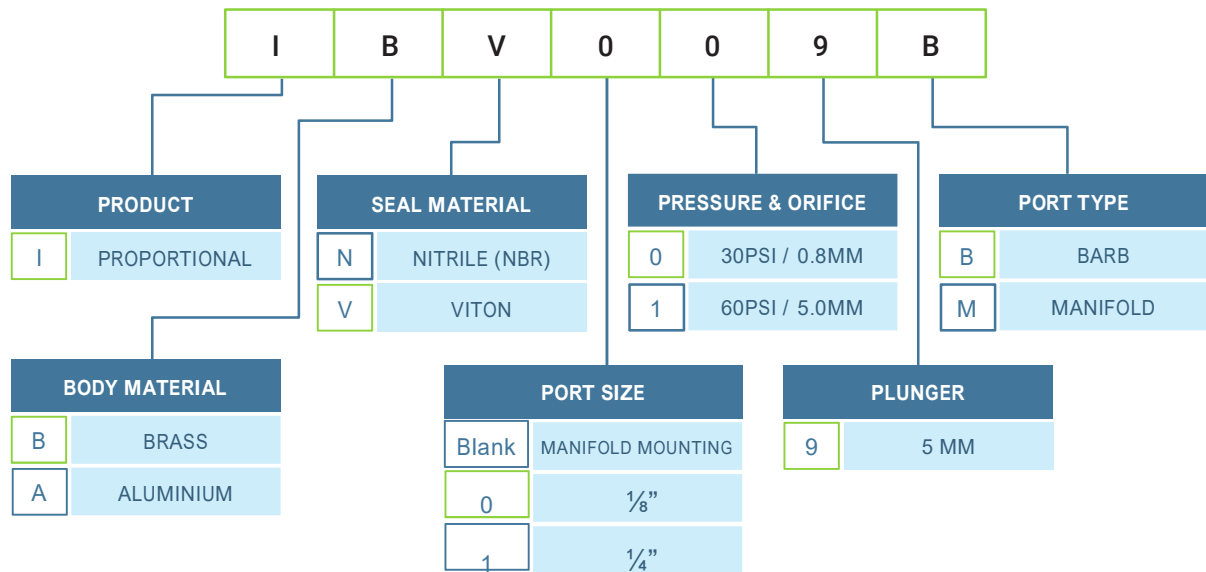 I B V 0 0 9 B
PRODUCT
I PROPORTIONAL
SEAL MATERIAL
N NITRILE (NBR)
V VITON
PRESSURE & ORIFICE
0 30PSI / 0.8MM
1 60PSI / 5.0MM
PORT TYPE
B BARB
M MANIFOLD
BODY MATERIAL
B BRASS
A ALUMINIUM
PORT SIZE
Blank MANIFOLD MOUNTING
0 ⅛”
1 ¼”
PLUNGER
9 5 MM